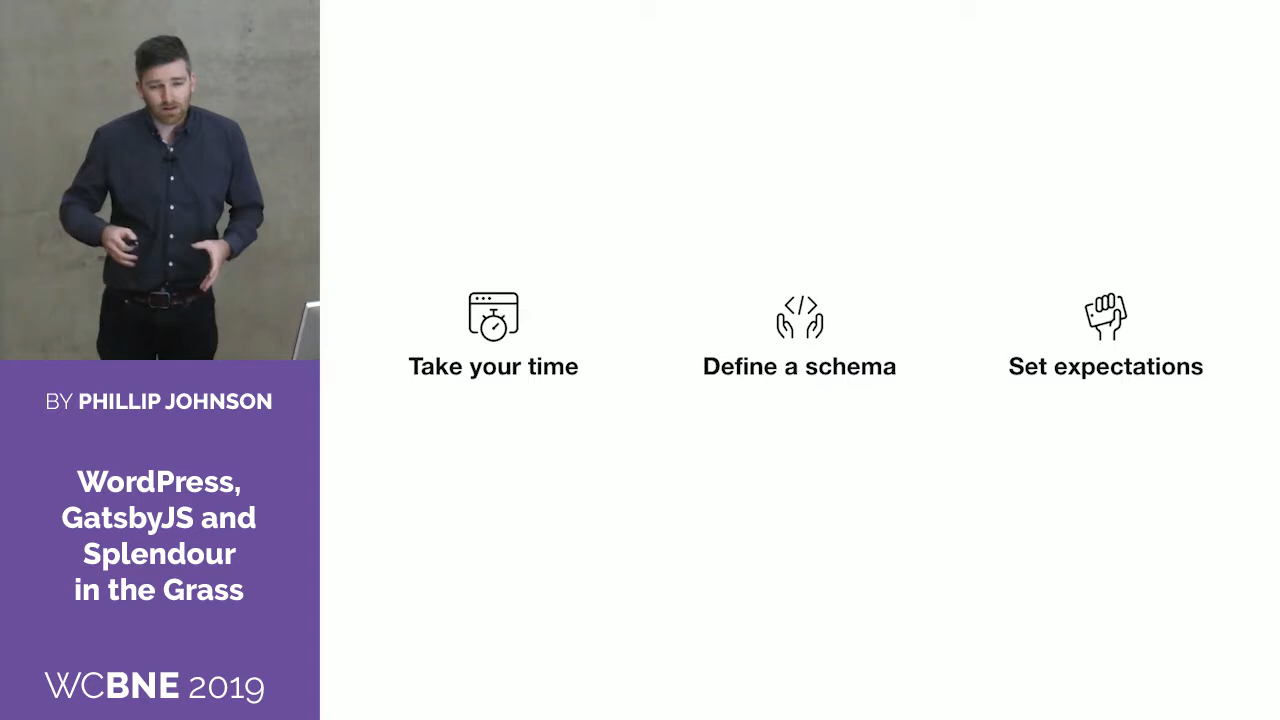 Take your time
Define a schema
Set expectations
BY PHILLIP JOHNSON
WordPress,
GatsbyJS and
Splendour
in the Grass
WCBNE 2019